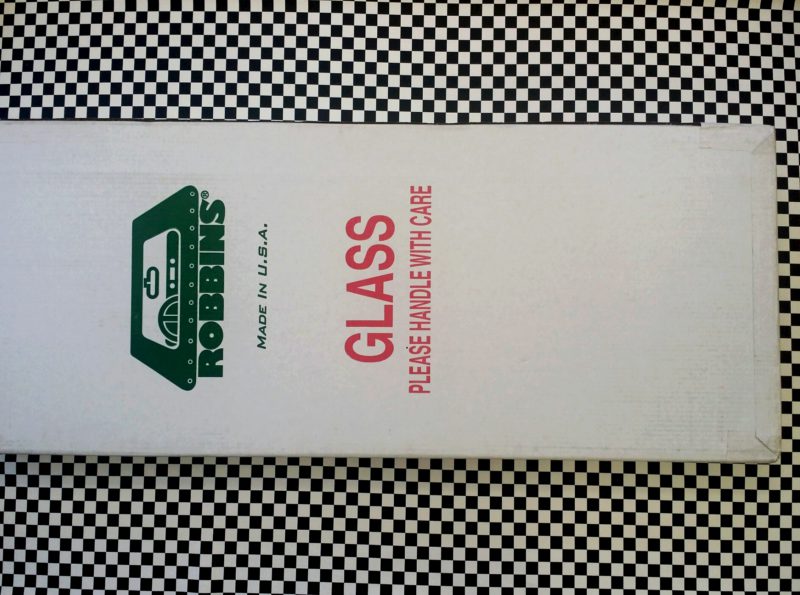 ROBBINS®
MADE IN U.S.A.
GLASS
PLEASE HANDLE WITH CARE